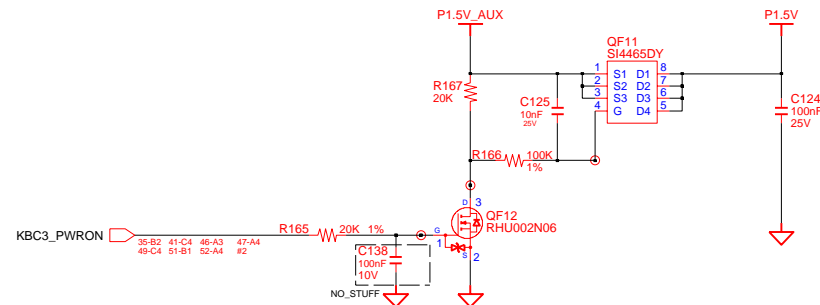 P1.5V_AUX
P1.5V
QF11
SI4465DY
1 S1 D1 8
2 S2 D2 7
3 S3 D3 6
4 G D4 5
R167
20K
C125
10nF
25V
C124
100nF
25V
R166 100K
1%
D 3
QF12
RHU002N06
G
1
S 2
KBC3_PWRON
35-B2 41-C4 46-A3 47-A4
49-C4 51-B1 52-A4 #2
R165 20K 1%
C138
100nF
10V
NO_STUFF